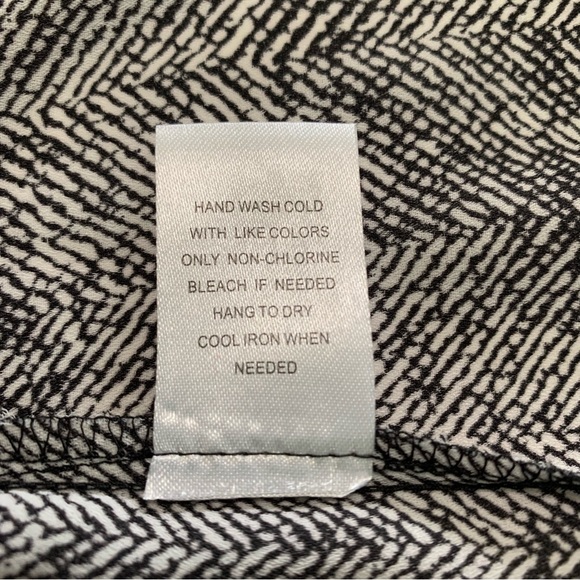 HAND WASH COLD
WITH LIKE COLORS
ONLY NON-CHLORINE
BLEACH IF NEEDED
HANG TO DRY
COOL IRON WHEN
NEEDED